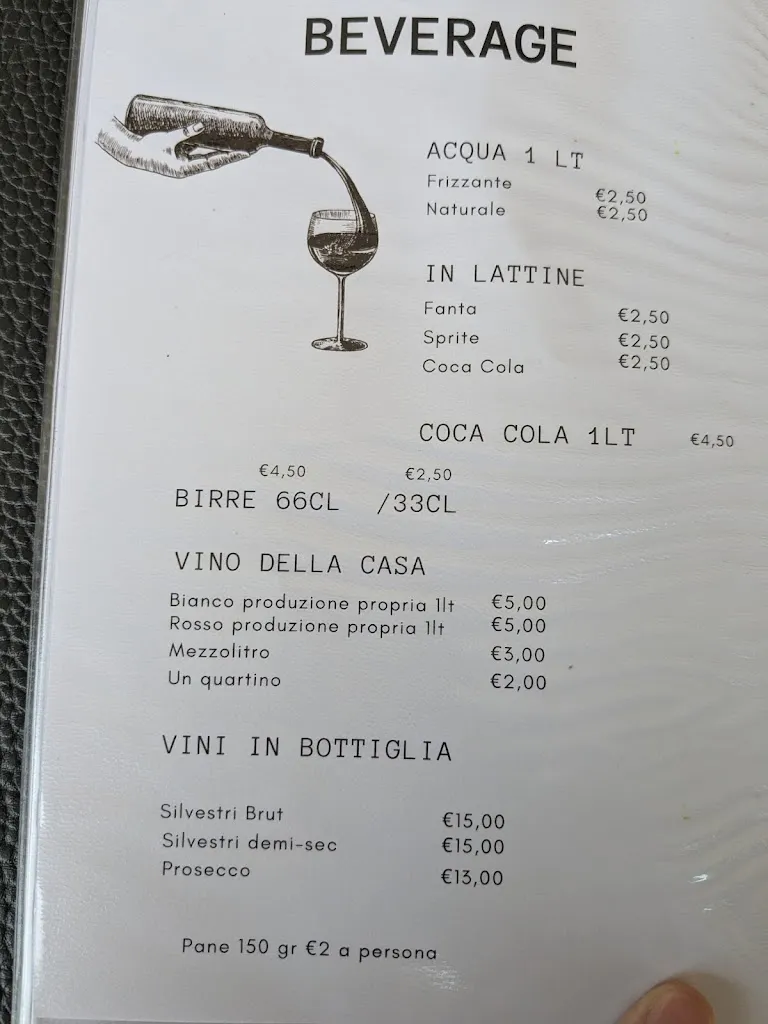 BEVERAGE
ACQUA 1 LT
Frizzante €2,50
Naturale €2,50
IN LATTINE
Fanta €2,50
Sprite €2,50
Coca Cola €2,50
COCA COLA 1LT €4,50
€4,50 €2,50
BIRRE 66CL /33CL
VINO DELLA CASA
Bianco produzione propria 1lt €5,00
Rosso produzione propria 1lt €5,00
Mezzolitro €3,00
Un quartino €2,00
VINI IN BOTTIGLIA
Silvestri Brut €15,00
Silvestri demi-sec €15,00
Prosecco €13,00
Pane 150 gr €2 a persona